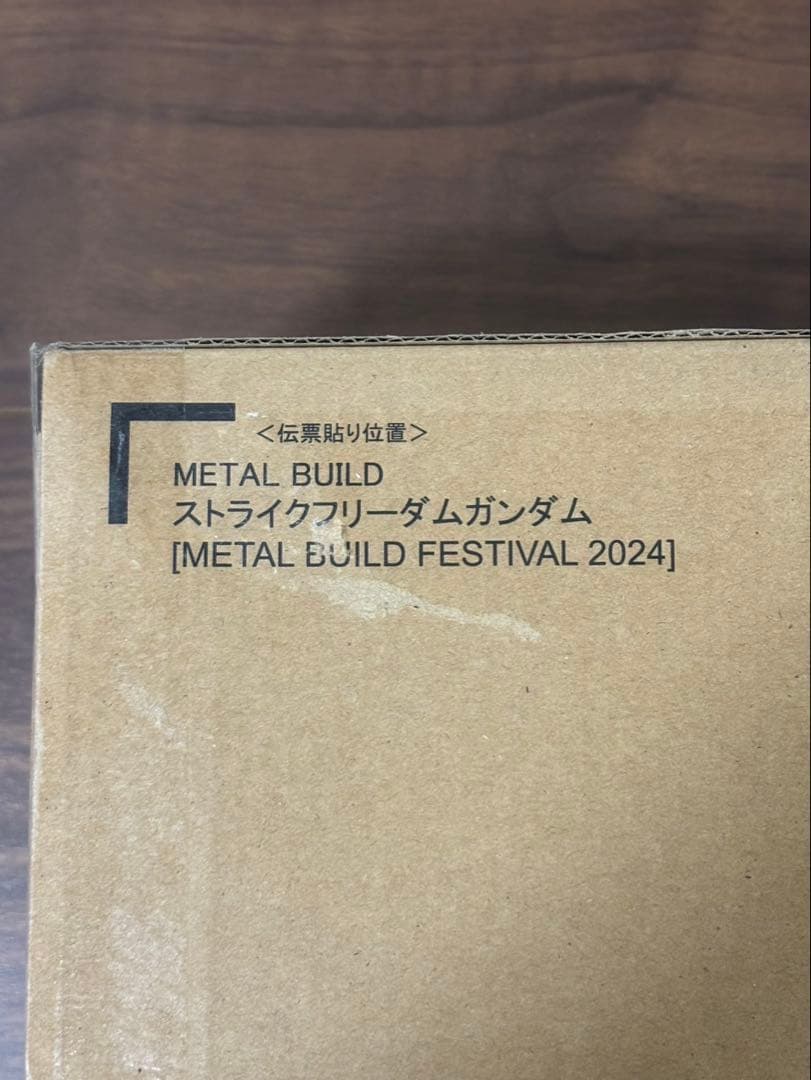 ＜伝票貼り位置＞
METAL BUILD
ストライクフリーダムガンダム
[METAL BUILD FESTIVAL 2024]